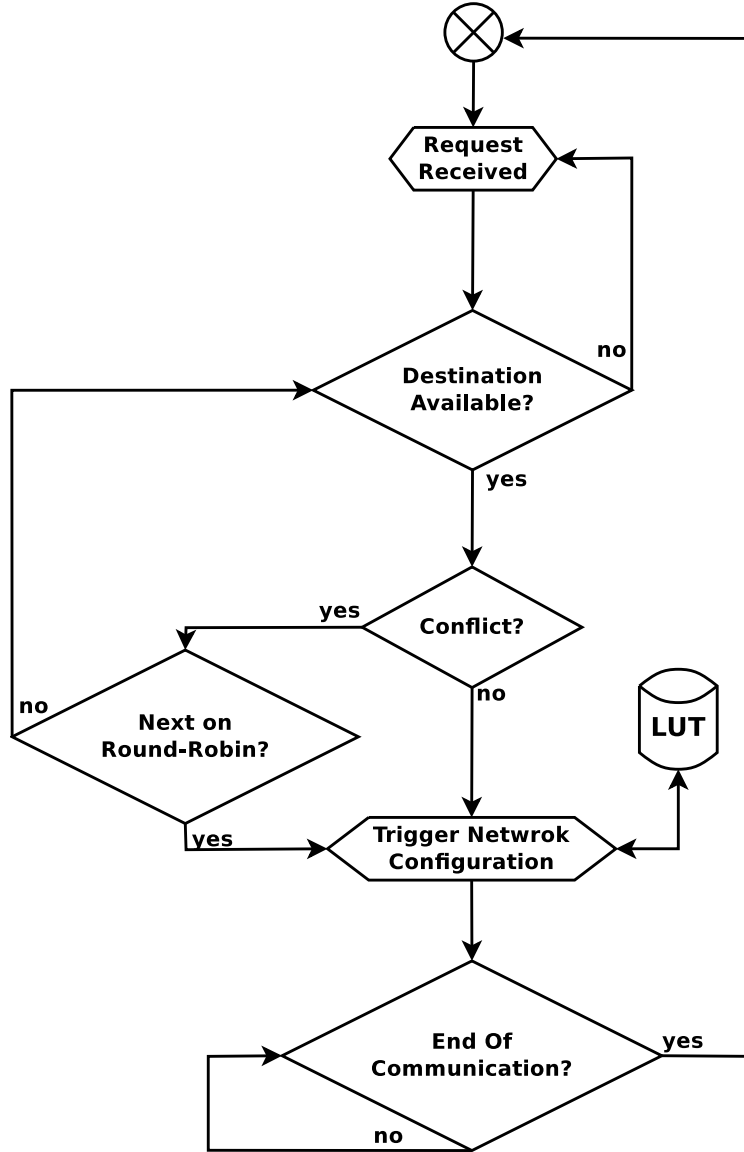 Request
Received
no
Destination
Available?
yes
yes
Conflict?
no
no
Next on
Round-Robin?
LUT
yes
Trigger Netwrok
Configuration
End Of
Communication?
yes
no